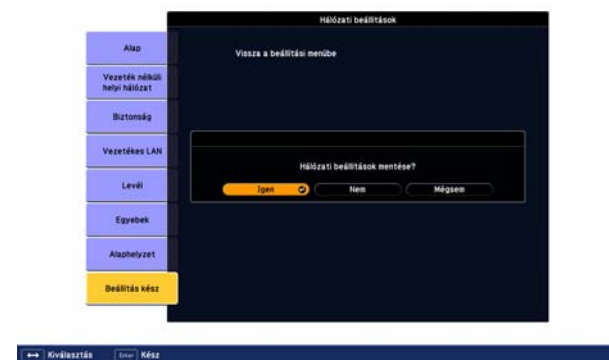 Hálózati beállítások
Alap
Vissza a beállítási menübe
Vezeték nélküli
helyi hálózat
Biztonság
Vezetékes LAN
Hálózati beállítások mentése?
Levél
Igen
Nem
Mégsem
Egyebek
Alaphelyzet
Beállítás kész
Kiválasztás
Enter
Kész